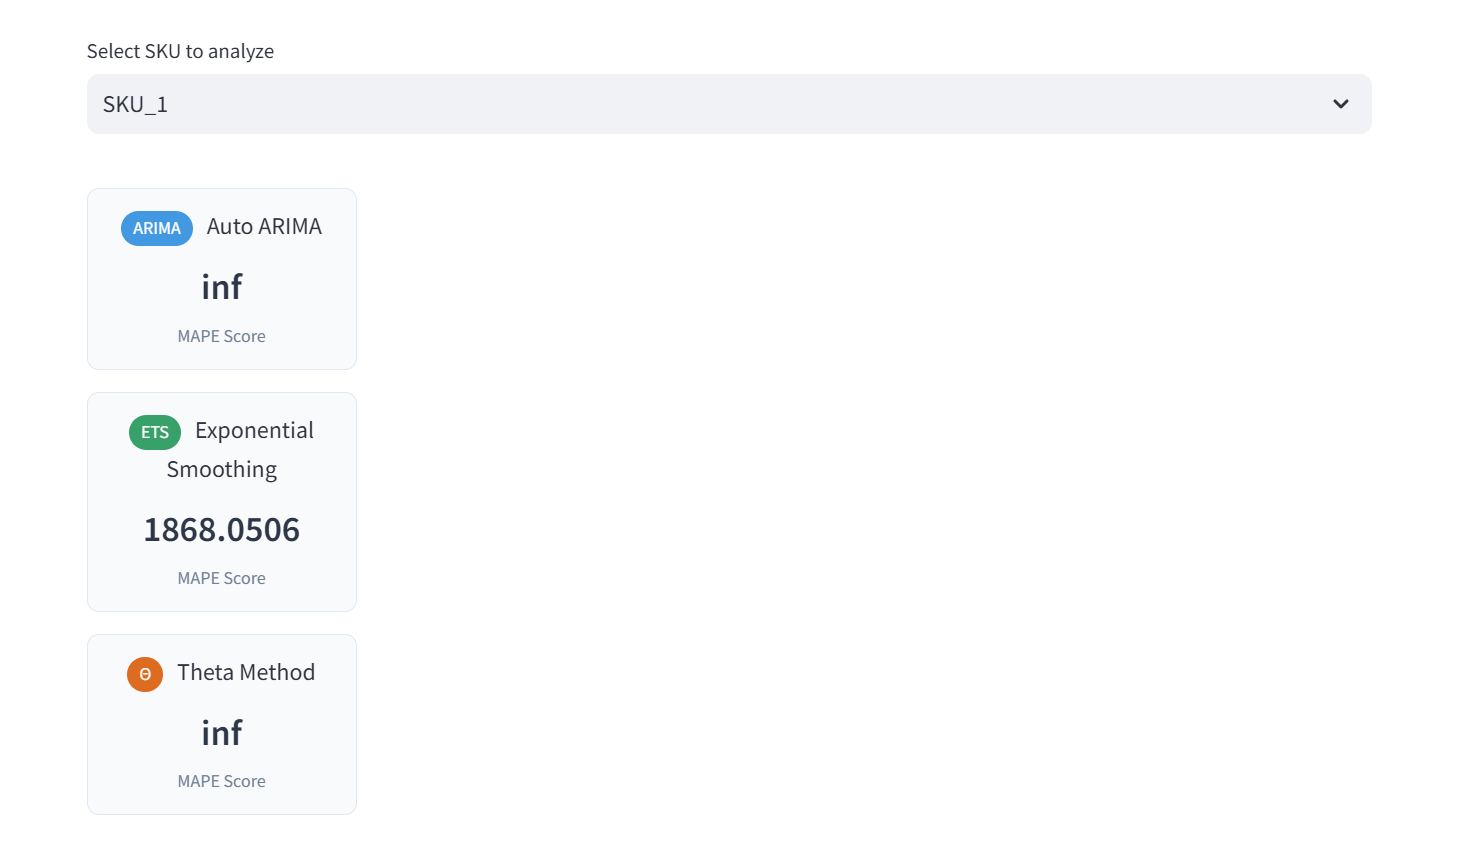 Select SKU to analyze
SKU_1
ARIMA Auto ARIMA
inf
MAPE Score
ETS Exponential
Smoothing
1868.0506
MAPE Score
Θ Theta Method
inf
MAPE Score